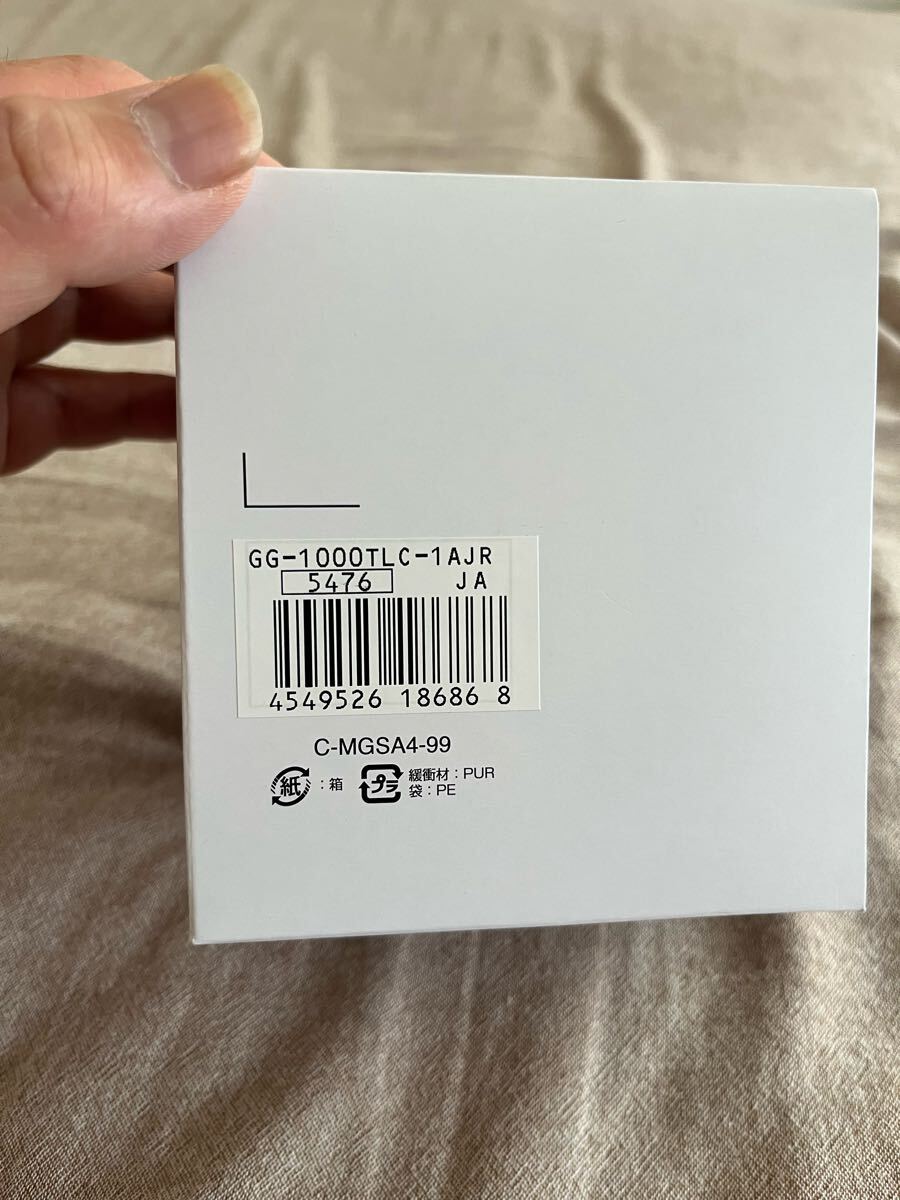 GG-1000TLC-1AJR
5476 JA
4549526 18686 8
C-MGSA4-99
紙 : 箱
プラ 緩衝材 : PUR
袋 : PE